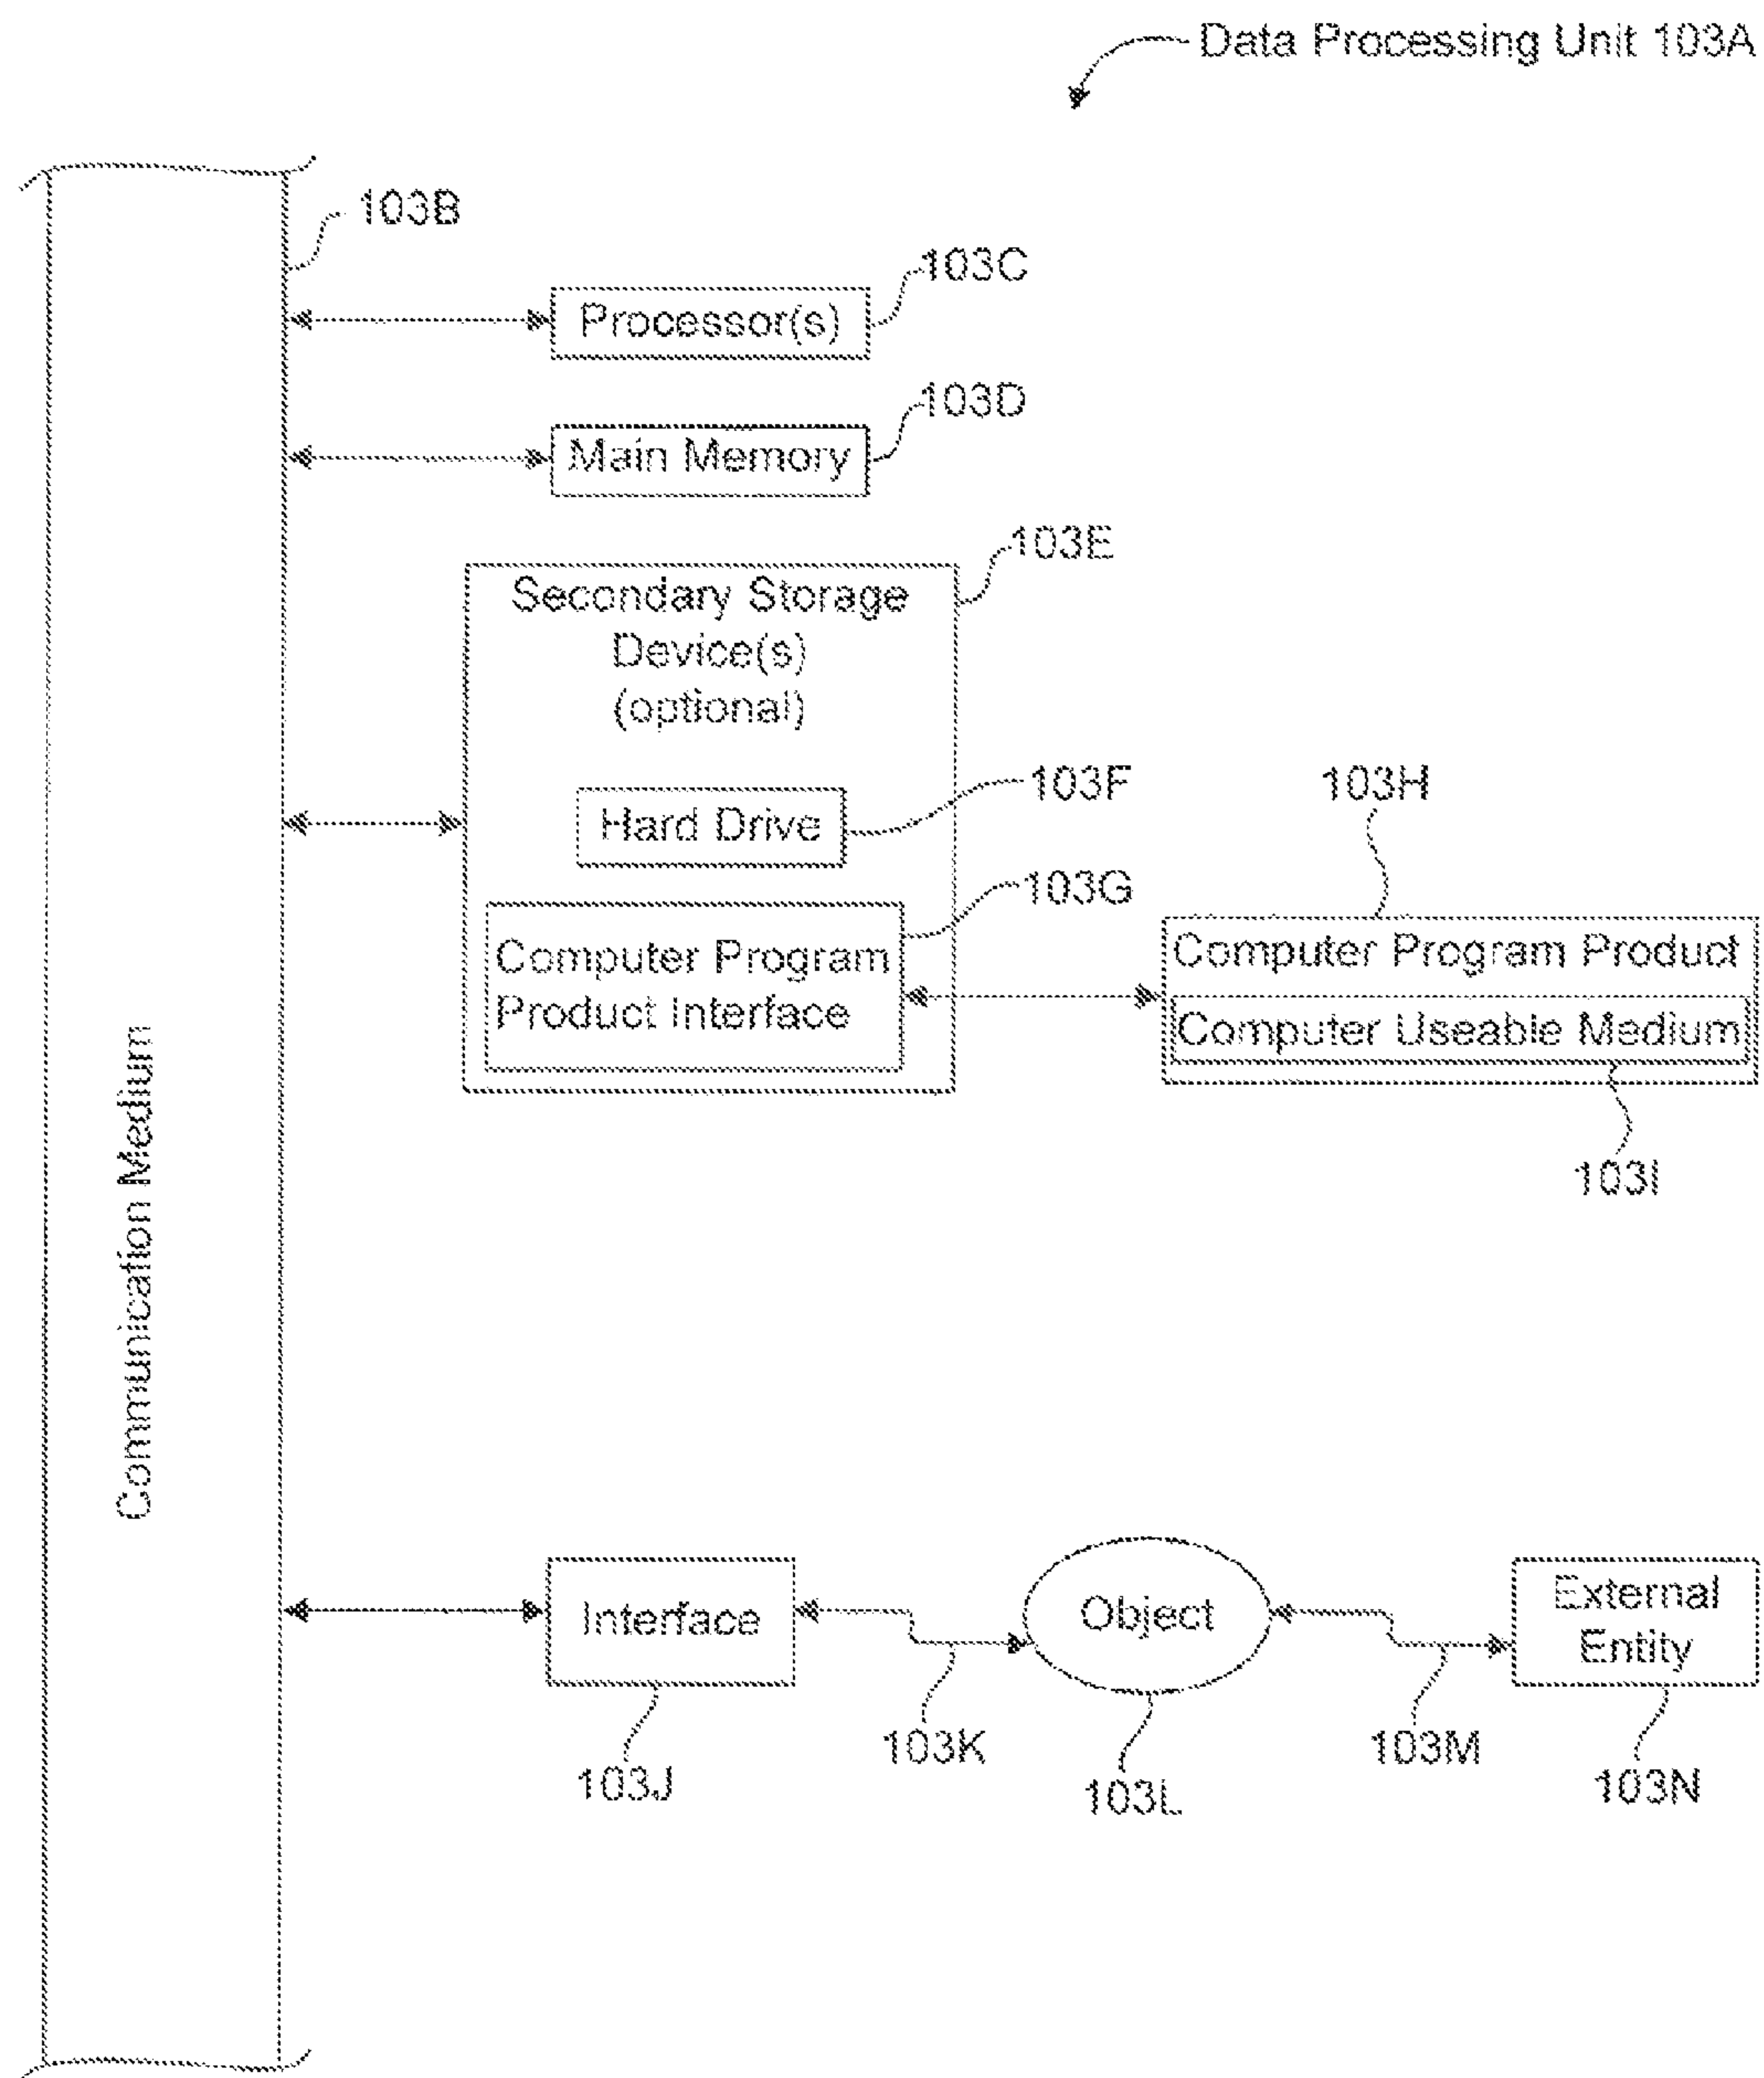 Data Processing Unit 103A
103B
103C
Processor(s)
103D
Main Memory
103E
Secondary Storage
Device(s)
(optional)
103F
Hard Drive
103H
103G
Computer Program
Product Interface
Computer Program Product
Computer Useable Medium
103I
Communication Medium
Interface
Object
External
Entity
103J
103K
103L
103M
103N